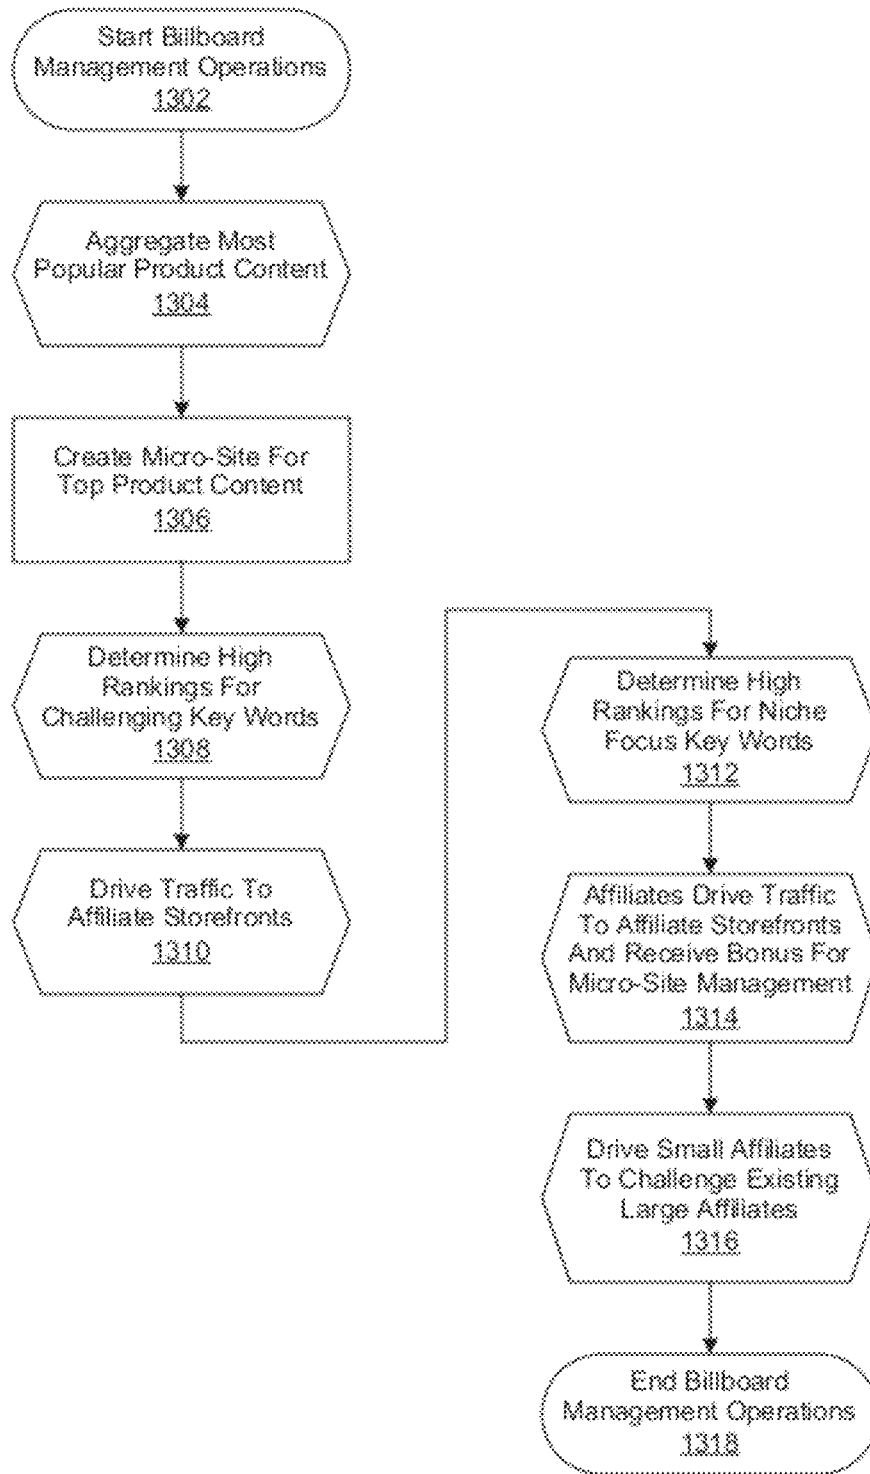 Start Billboard
Management Operations
1302
Aggregate Most
Popular Product Content
1304
Create Micro-Site For
Top Product Content
1306
Determine High
Rankings For
Challenging Key Words
1308
Drive Traffic To
Affiliate Storefronts
1310
Determine High
Rankings For Niche
Focus Key Words
1312
Affiliates Drive Traffic
To Affiliate Storefronts
And Receive Bonus For
Micro-Site Management
1314
Drive Small Affiliates
To Challenge Existing
Large Affiliates
1316
End Billboard
Management Operations
1318